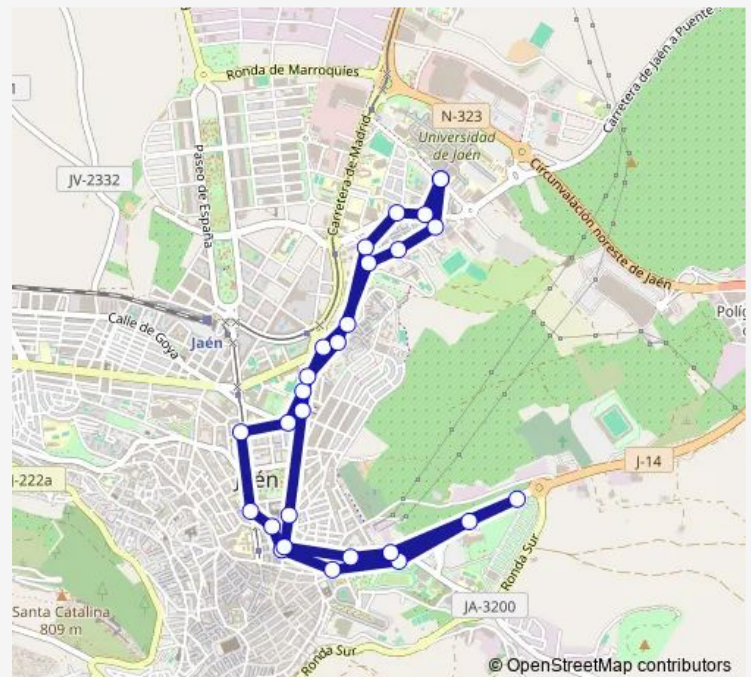 Ronda de Marroquíes
Carretera de Jaén a Puente
N-323
Universidad
de Jaén
Carretera de Madrid
JV-2332
Paseo de España
Circunvalación noreste de Jaén
Polí
Calle de Goya
Jaén
J-14
J-222a
Ronda Sur
JA-3200
Santa Catalina
809 m
Ronda Sur
© OpenStreetMap contributors